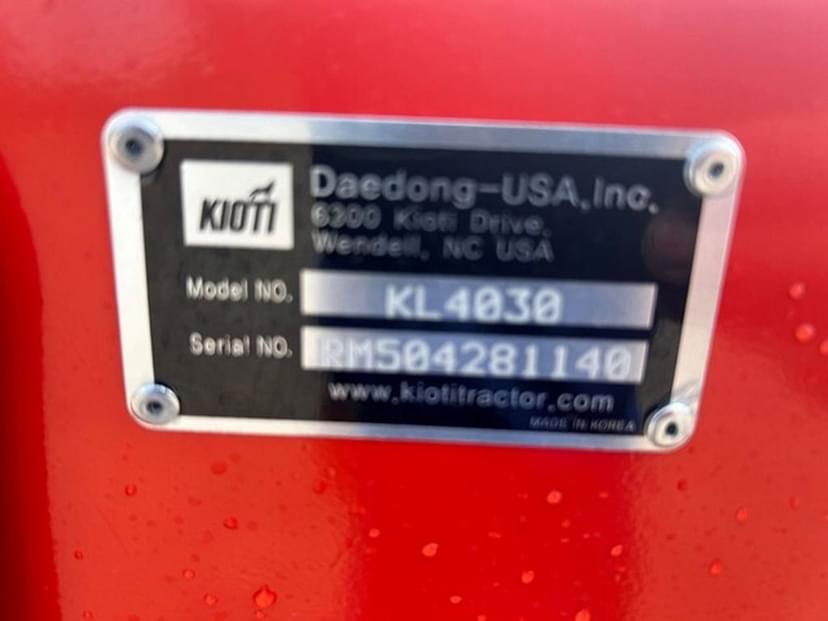 KIOTI
Daedong-USA, Inc.
6300 Kioti Drive,
Wendell, NC USA
Model NO. KL4030
Serial NO. RM504281140
www.kiotitractor.com
MADE IN KOREA